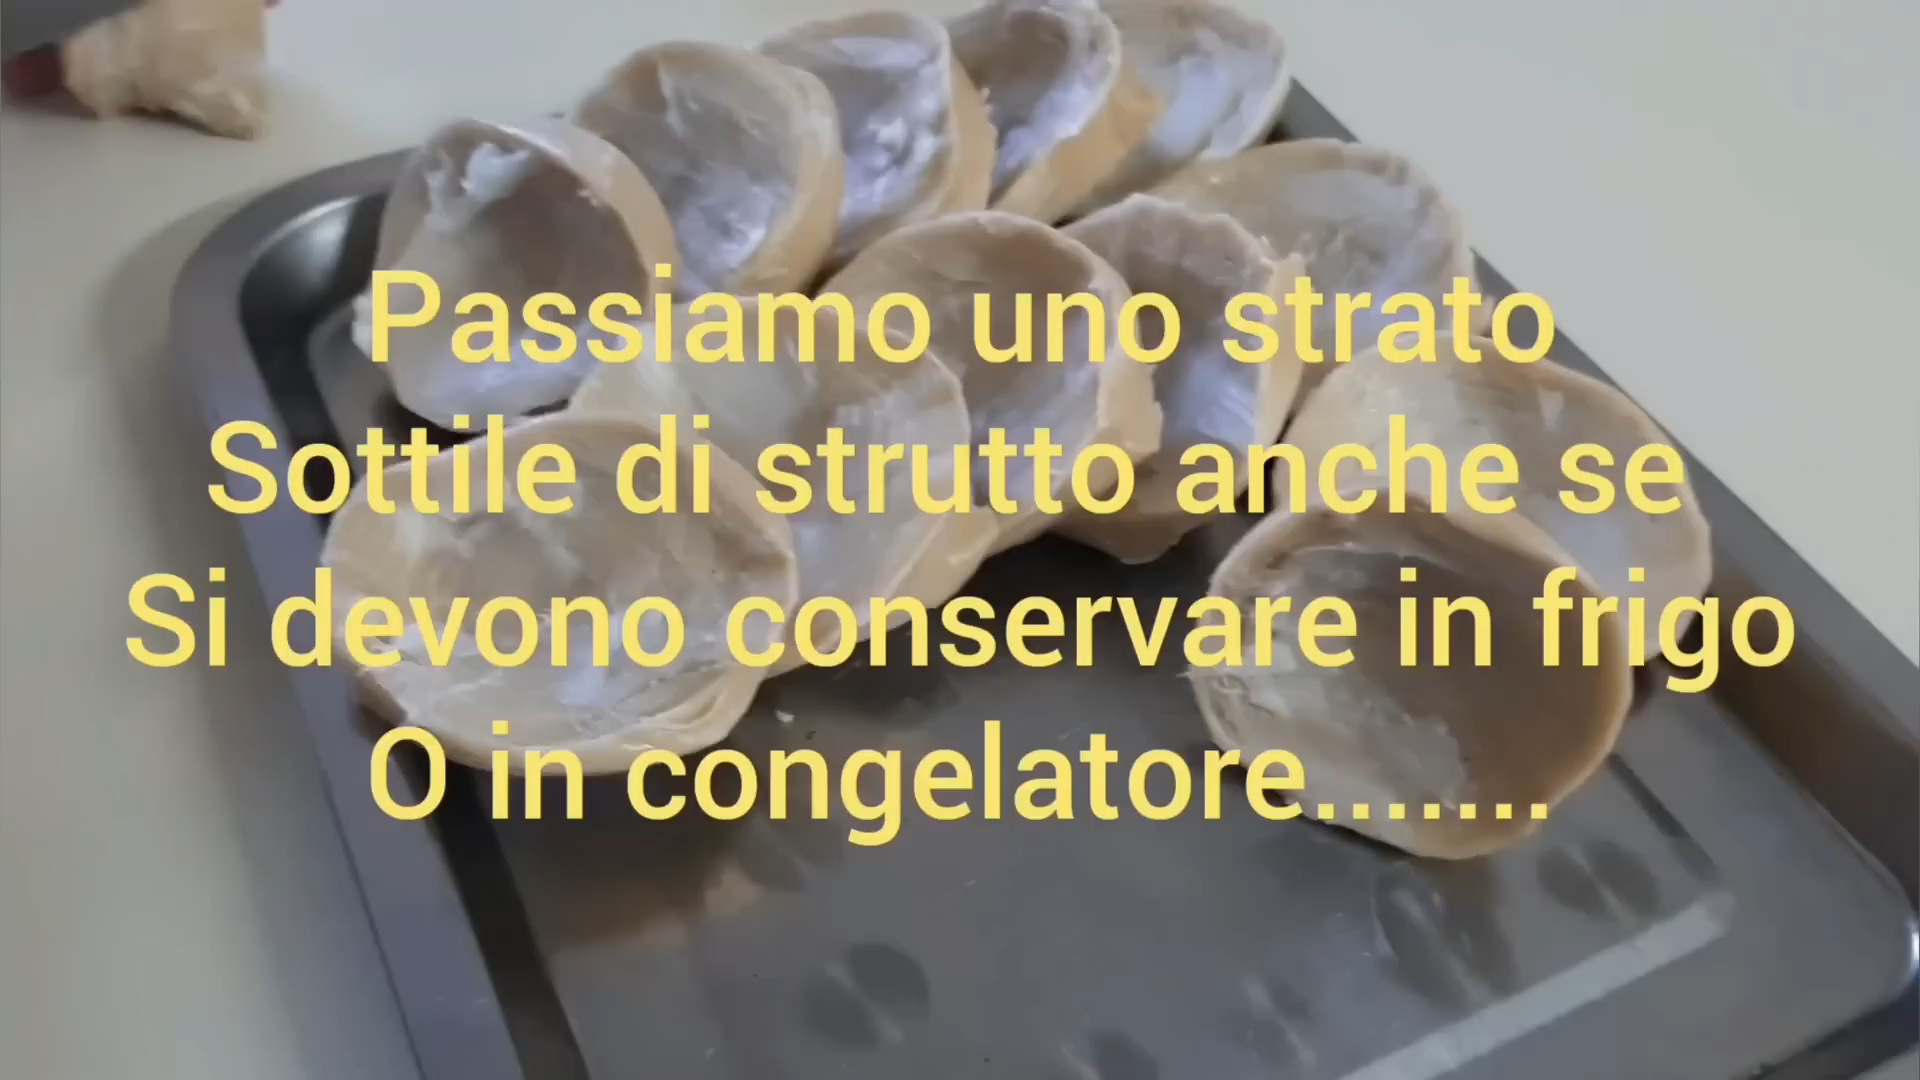 Passiamo uno strato
Sottile di strutto anche se
Si devono conservare in frigo
O in congelatore.......